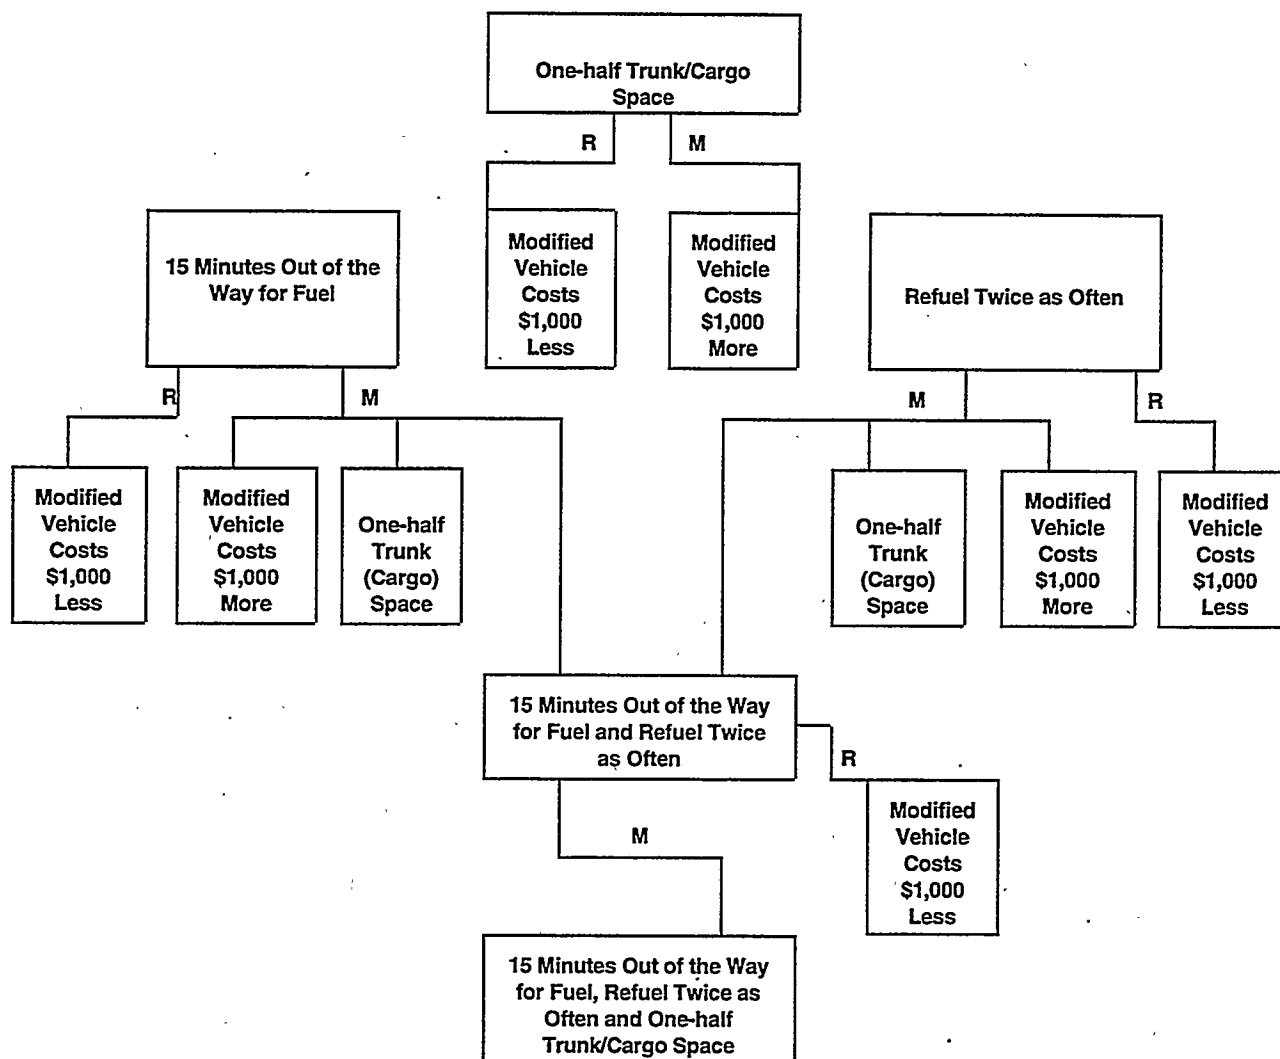 One-half Trunk/Cargo
Space
R
M
Modified
Vehicle
Costs
$1,000
Less
Modified
Vehicle
Costs
$1,000
More
15 Minutes Out of the
Way for Fuel
R
M
Modified
Vehicle
Costs
$1,000
Less
Modified
Vehicle
Costs
$1,000
More
One-half
Trunk
(Cargo)
Space
Refuel Twice as Often
M
R
One-half
Trunk
(Cargo)
Space
Modified
Vehicle
Costs
$1,000
More
Modified
Vehicle
Costs
$1,000
Less
15 Minutes Out of the Way
for Fuel and Refuel Twice
as Often
R
M
Modified
Vehicle
Costs
$1,000
Less
15 Minutes Out of the Way
for Fuel, Refuel Twice as
Often and One-half
Trunk/Cargo Space